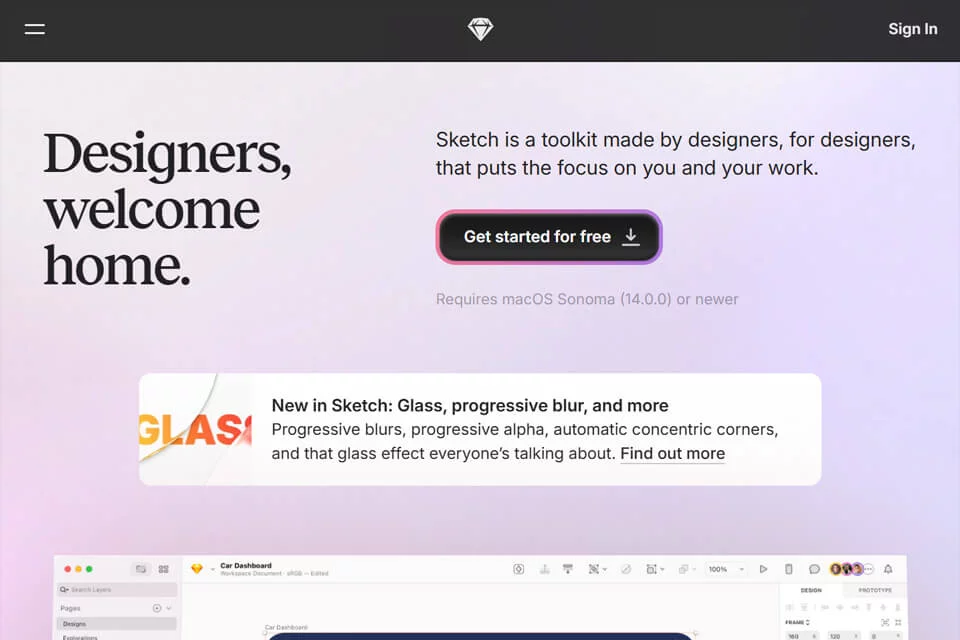 Sign In
Designers,
welcome
home.
Sketch is a toolkit made by designers, for designers,
that puts the focus on you and your work.
Get started for free
Requires macOS Sonoma (14.0.0) or newer
GLASS
New in Sketch: Glass, progressive blur, and more
Progressive blurs, progressive alpha, automatic concentric corners,
and that glass effect everyone’s talking about. Find out more
Car Dashboard
Workspace Document · sRGB — Edited
100%
Search Layers
Pages
Designs
Explorations
Car Dashboard
DESIGN
PROTOTYPE
FRAME
160 S 120 S 0 S